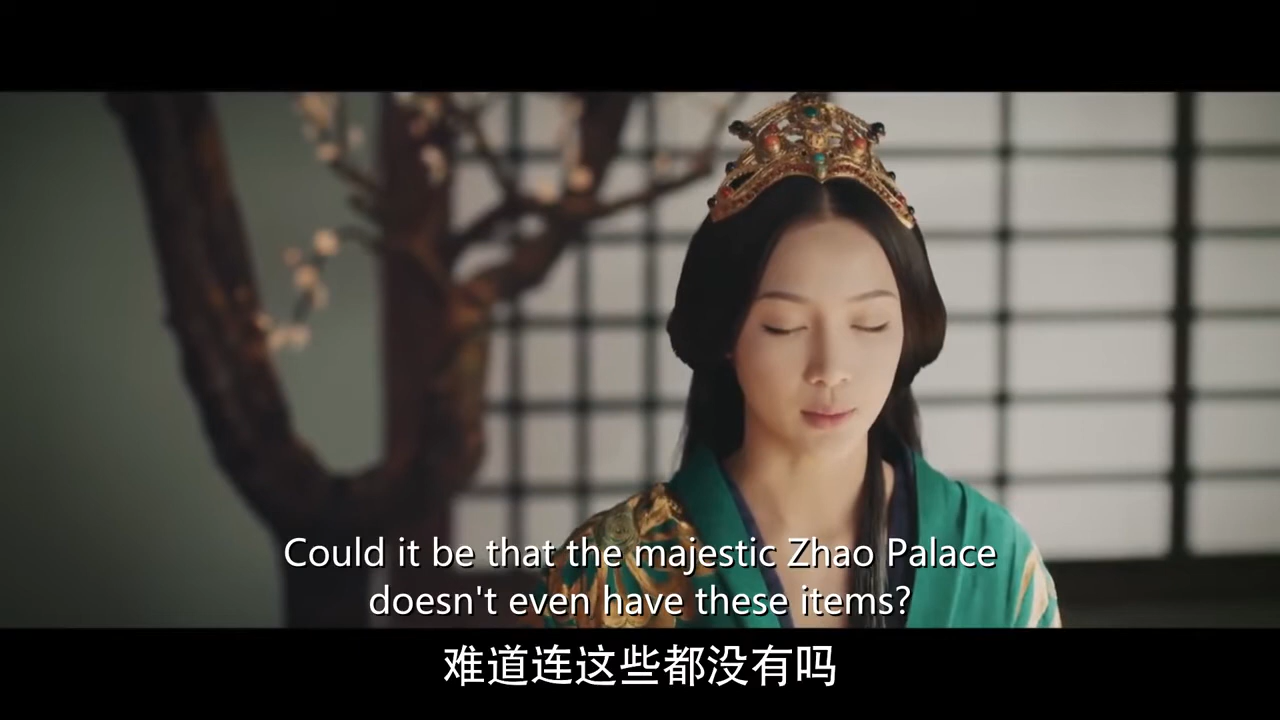 Could it be that the majestic Zhao Palace
doesn't even have these items?
难道连这些都没有吗